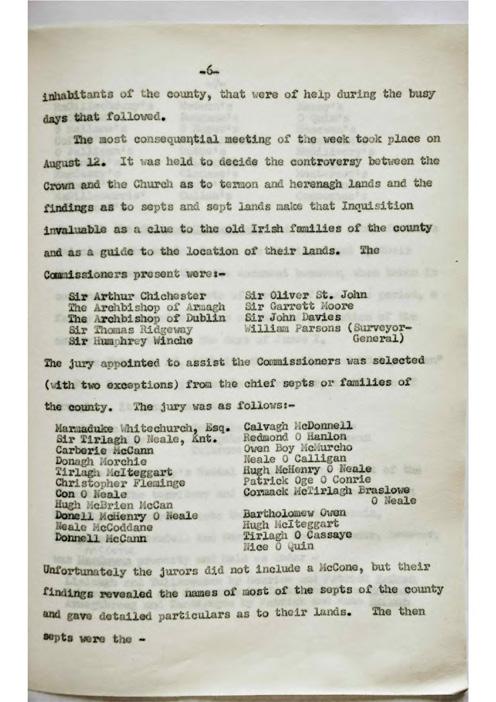 -6-
inhabitants of the county, that were of help during the busy
days that followed.
The most consequential meeting of the week took place on
August 12. It was held to decide the controversy between the
Crown and the Church as to termon and herenagh lands and the
findings as to septs and sept lands make that Inquisition
invaluable as a clue to the old Irish families of the county
and as a guide to the location of their lands. The
Commissioners present were:-
Sir Arthur Chichester Sir Oliver St. John
The Archbishop of Armagh Sir Garrett Moore
The Archbishop of Dublin Sir John Davies
Sir Thomas Ridgeway William Parsons (Surveyor-
Sir Humphrey Winche General)
The jury appointed to assist the Commissioners was selected
(with two exceptions) from the chief septs or families of
the county. The jury was as follows:-
Marmaduke Whitechurch, Esq. Calvagh McDonnell
Sir Tirlagh O Neale, Knt. Redmond O Hanlon
Carberie McCann Owen Boy McMurcho
Donagh Morchie Neale O Calligan
Tirlagh McIteggart Hugh McHenry O Neale
Christopher Fleminge Patrick Oge O Conrie
Con O Neale Cormack McTirlagh Braslowe
Hugh McBrien McCan O Neale
Donell McHenry O Neale Bartholomew Owen
Neale McCoddane Hugh McIteggart
Donnell McCann Tirlagh O Cassaye
Nice O Quin
Unfortunately the jurors did not include a McCone, but their
findings revealed the names of most of the septs of the county
and gave detailed particulars as to their lands. The then
septs were the -